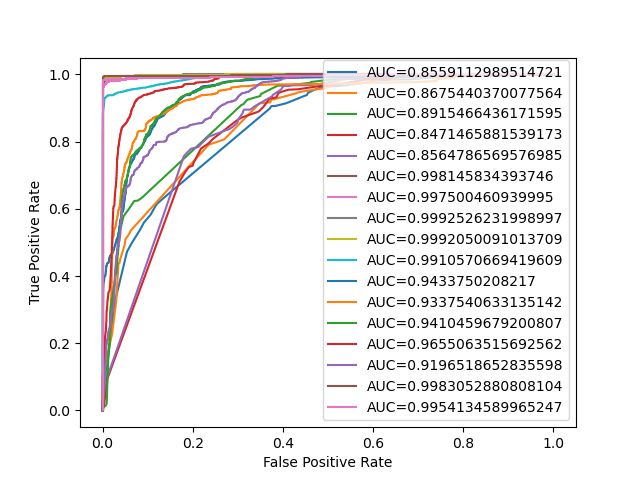 1.0
0.8
0.6
0.4
0.2
0.0
True Positive Rate
0.0 0.2 0.4 0.6 0.8 1.0
False Positive Rate
AUC=0.8559112989514721
AUC=0.8675440370077564
AUC=0.8915466436171595
AUC=0.8471465881539173
AUC=0.8564786569576985
AUC=0.998145834393746
AUC=0.997500460939995
AUC=0.9992526231998997
AUC=0.9992050091013709
AUC=0.9910570669419609
AUC=0.9433750208217
AUC=0.9337540633135142
AUC=0.9410459679200807
AUC=0.9655063515692562
AUC=0.9196518652835598
AUC=0.9983052880808104
AUC=0.9954134589965247